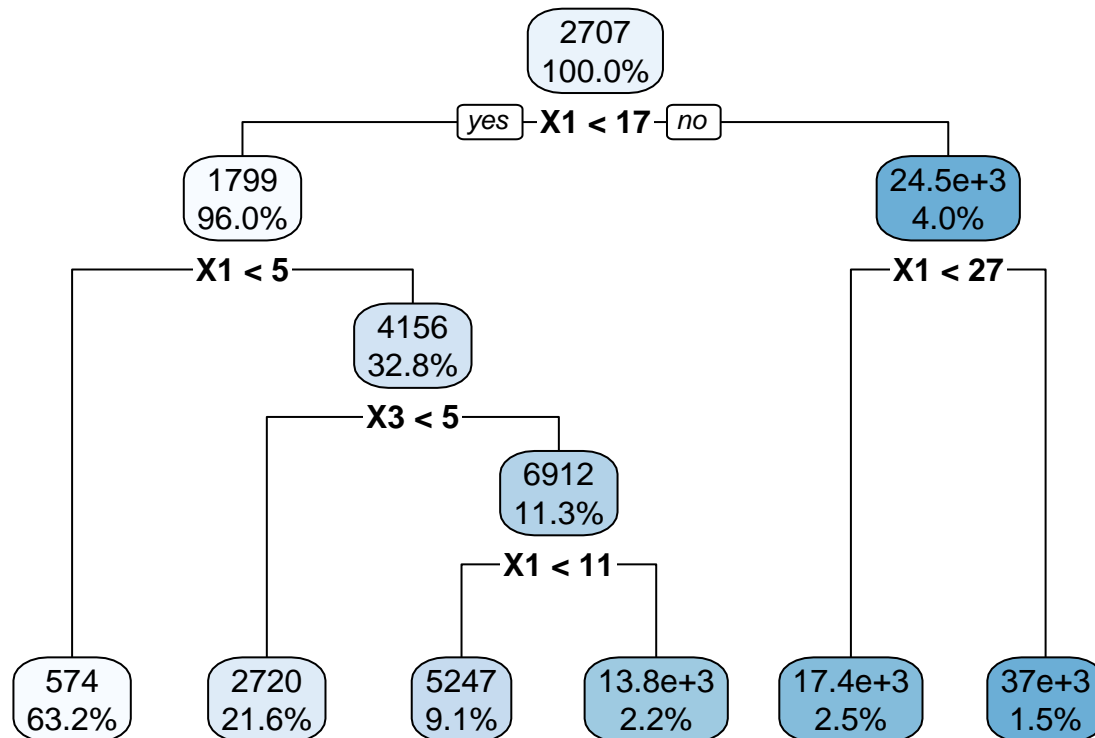 2707
100.0%
yes X1 < 17 no
1799
96.0%
24.5e+3
4.0%
X1 < 5
X1 < 27
4156
32.8%
X3 < 5
6912
11.3%
X1 < 11
574
63.2%
2720
21.6%
5247
9.1%
13.8e+3
2.2%
17.4e+3
2.5%
37e+3
1.5%